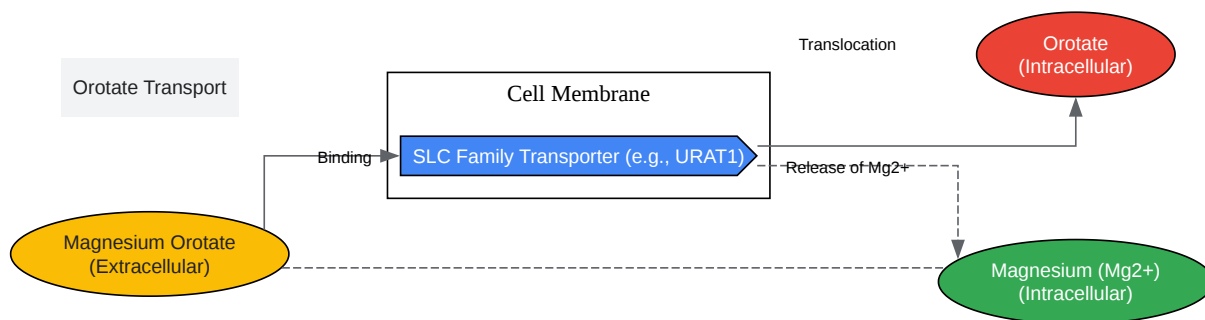 Translocation
Orotate
(Intracellular)
Orotate Transport
Cell Membrane
Binding
SLC Family Transporter (e.g., URAT1)
Release of Mg2+
Magnesium Orotate
(Extracellular)
Magnesium (Mg2+)
(Intracellular)